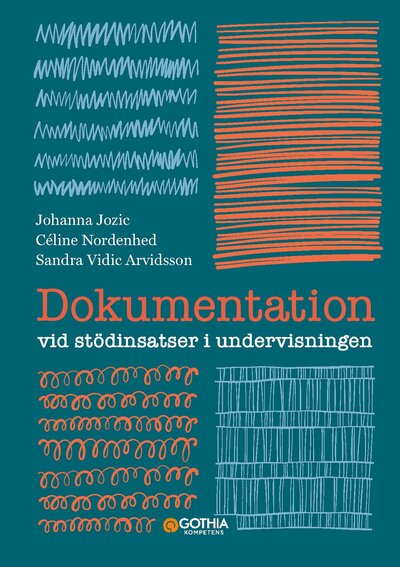 Johanna Jozic
Céline Nordenhed
Sandra Vidic Arvidsson
Dokumentation
vid stödinsatser i undervisningen
GOTHIA
KOMPETENS